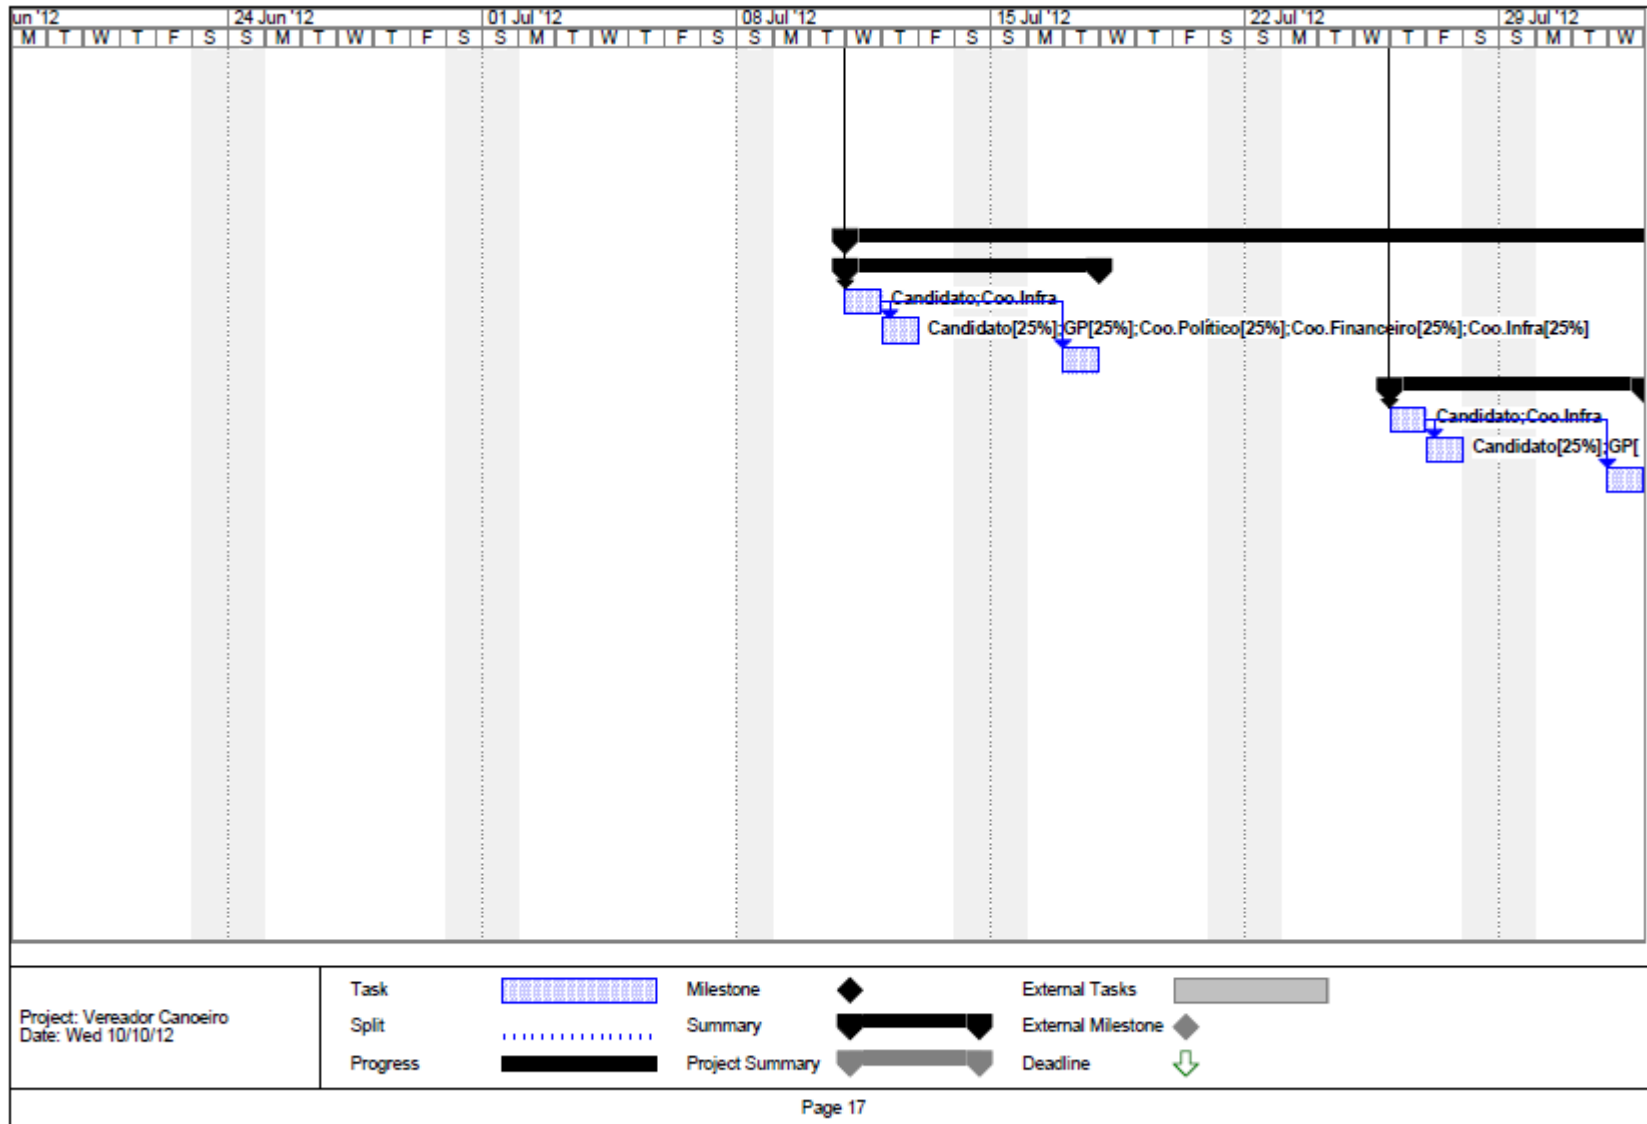 un '12 24 Jun '12 01 Jul '12 08 Jul '12 15 Jul '12 22 Jul '12 29 Jul '12
M T W T F S S M T W T F S S M T W T F S S M T W T F S S M T W T F S S M T W T F S S M T W
Candidato;Coo.Infra
Candidato[25%];GP[25%];Coo.Político[25%];Coo.Financeiro[25%];Coo.Infra[25%]
Candidato;Coo.Infra
Candidato[25%];GP[
Project: Vereador Canoeiro
Date: Wed 10/10/12
Task Milestone External Tasks
Split Summary External Milestone
Progress Project Summary Deadline
Page 17